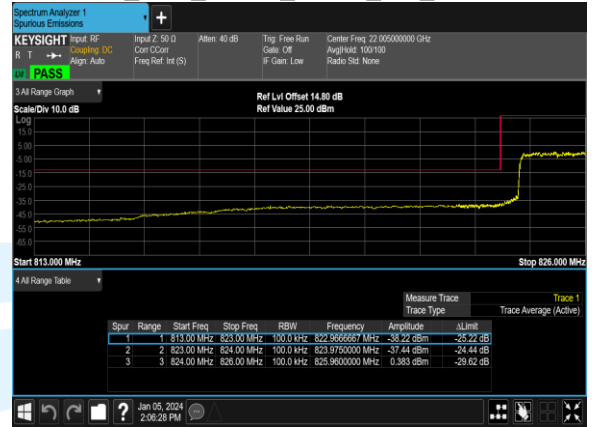 Spectrum Analyzer 1
Spurious Emissions
+
KEYSIGHT Input: RF Input Z: 50 Ω Atten: 40 dB Trig: Free Run Center Freq: 22.005000000 GHz
R T Coupling: DC Corr CCorr Gate: Off Avg|Hold: 100/100
Align: Auto Freq Ref: Int (S) IF Gain: Low Radio Std: None
PASS
3 All Range Graph
Ref Lvl Offset 14.80 dB
Scale/Div 10.0 dB Ref Value 25.00 dBm
Log
15.0
5.00
-5.00
-15.0
-25.0
-35.0
-45.0
-55.0
-65.0
Start 813.000 MHz Stop 826.000 MHz
4 All Range Table
Measure Trace Trace 1
Trace Type Trace Average (Active)
Spur Range Start Freq Stop Freq RBW Frequency Amplitude ΔLimit
1 1 813.00 MHz 823.00 MHz 100.0 kHz 822.9666667 MHz -38.22 dBm -25.22 dB
2 2 823.00 MHz 824.00 MHz 100.0 kHz 823.9750000 MHz -37.44 dBm -24.44 dB
3 3 824.00 MHz 826.00 MHz 100.0 kHz 825.9600000 MHz 0.383 dBm -29.62 dB
? Jan 05, 2024
2:06:28 PM